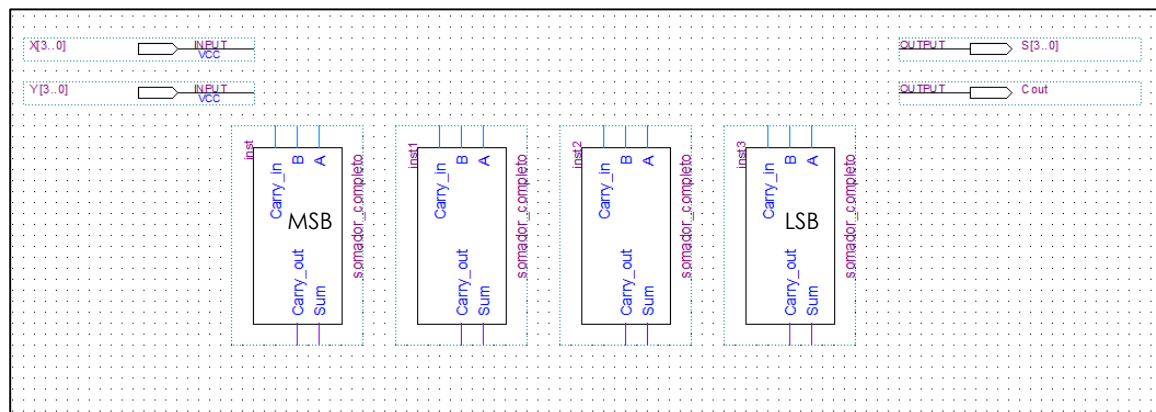 X[3..0] INPUT VCC
OUTPUT S[3..0]
Y[3..0] INPUT VCC
OUTPUT Cout
inst Carry_in B A MSB Carry_out Sum somador_completo
inst1 Carry_in B A Carry_out Sum somador_completo
inst2 Carry_in B A Carry_out Sum somador_completo
inst3 Carry_in B A LSB Carry_out Sum somador_completo